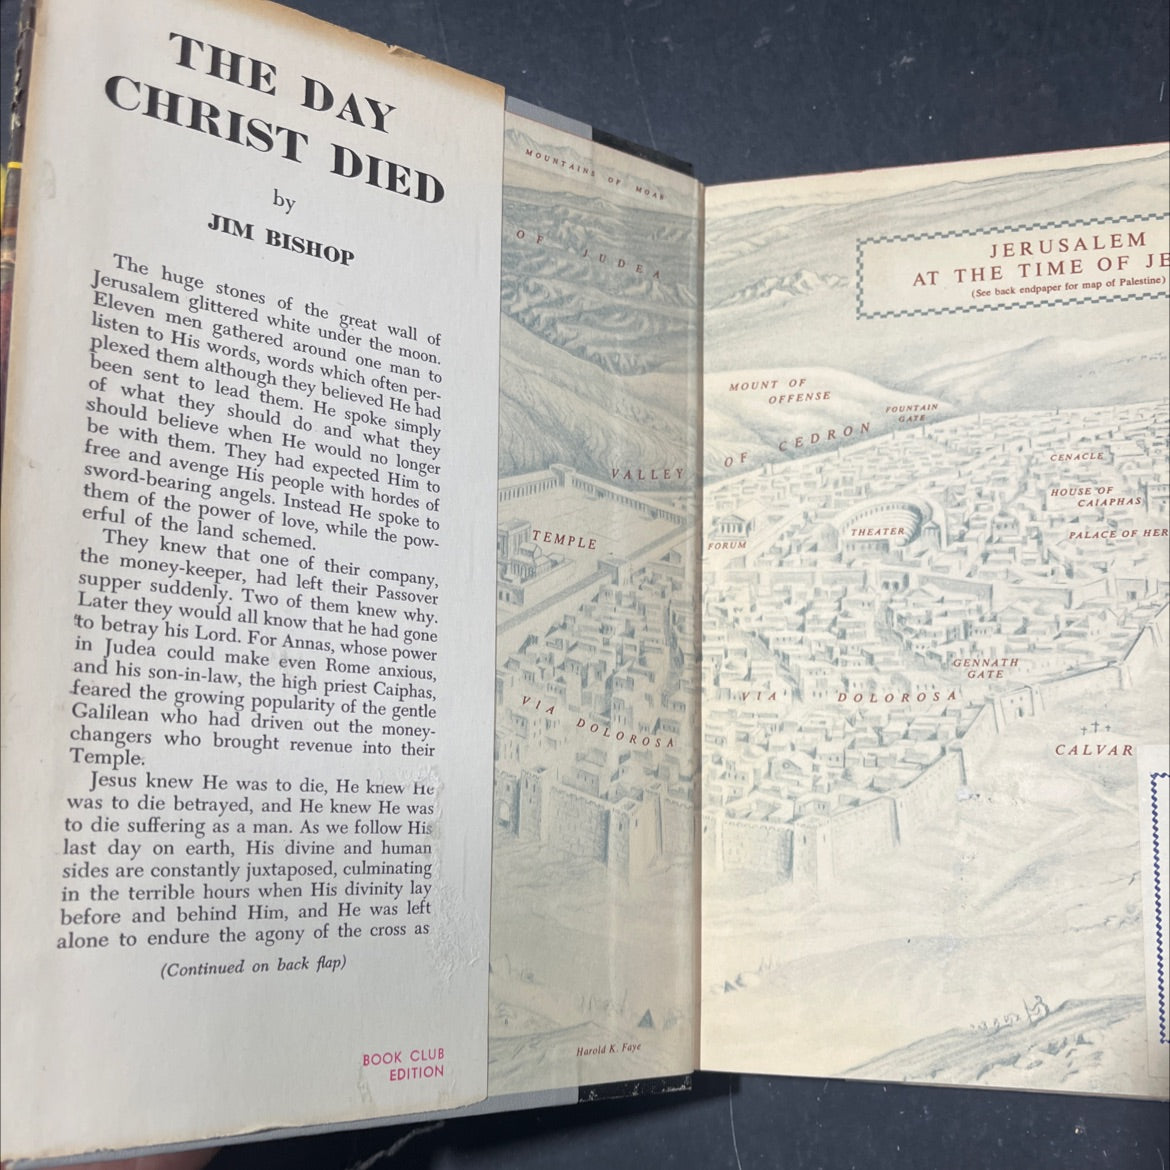 THE DAY
CHRIST DIED
by
JIM BISHOP
The huge stones of the great wall of
Jerusalem glittered white under the moon.
Eleven men gathered around one man to
listen to His words, words which often per-
plexed them although they believed He had
been sent to lead them. He spoke simply
of what they should do and what they
should believe when He would no longer
be with them. They had expected Him to
free and avenge His people with hordes of
sword-bearing angels. Instead He spoke to
them of the power of love, while the pow-
erful of the land schemed.
They knew that one of their company,
the money-keeper, had left their Passover
supper suddenly. Two of them knew why.
Later they would all know that he had gone
to betray his Lord. For Annas, whose power
in Judea could make even Rome anxious,
and his son-in-law, the high priest Caiphas,
feared the growing popularity of the gentle
Galilean who had driven out the money-
changers who brought revenue into their
Temple.
Jesus knew He was to die, He knew He
was to die betrayed, and He knew He was
to die suffering as a man. As we follow His
last day on earth, His divine and human
sides are constantly juxtaposed, culminating
in the terrible hours when His divinity lay
before and behind Him, and He was left
alone to endure the agony of the cross as
(Continued on back flap)
BOOK CLUB
EDITION
MOUNTAINS OF MOAB
OF JUDEA
VALLEY
TEMPLE
VIA DOLOROSA
Harold K. Faye
JERUSALEM
AT THE TIME OF JE
(See back endpaper for map of Palestine)
MOUNT OF
OFFENSE
FOUNTAIN
GATE
OF CEDRON
CENACLE
HOUSE OF
CAIAPHAS
THEATER
PALACE OF HER
FORUM
GENNATH
GATE
VIA DOLOROSA
CALVAR